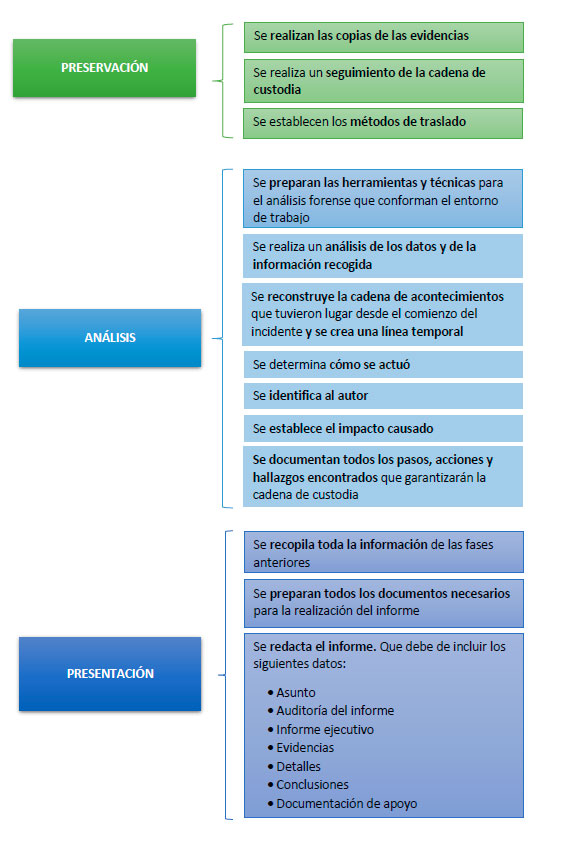 PRESERVACIÓN
Se realizan las copias de las evidencias
Se realiza un seguimiento de la cadena de
custodia
Se establecen los métodos de traslado
ANÁLISIS
Se preparan las herramientas y técnicas para
el análisis forense que conforman el entorno
de trabajo
Se realiza un análisis de los datos y de la
información recogida
Se reconstruye la cadena de acontecimientos
que tuvieron lugar desde el comienzo del
incidente y se crea una línea temporal
Se determina cómo se actuó
Se identifica al autor
Se establece el impacto causado
Se documentan todos los pasos, acciones y
hallazgos encontrados que garantizarán la
cadena de custodia
PRESENTACIÓN
Se recopila toda la información de las fases
anteriores
Se preparan todos los documentos necesarios
para la realización del informe
Se redacta el informe. Que debe de incluir los
siguientes datos:
• Asunto
• Auditoría del informe
• Informe ejecutivo
• Evidencias
• Detalles
• Conclusiones
• Documentación de apoyo